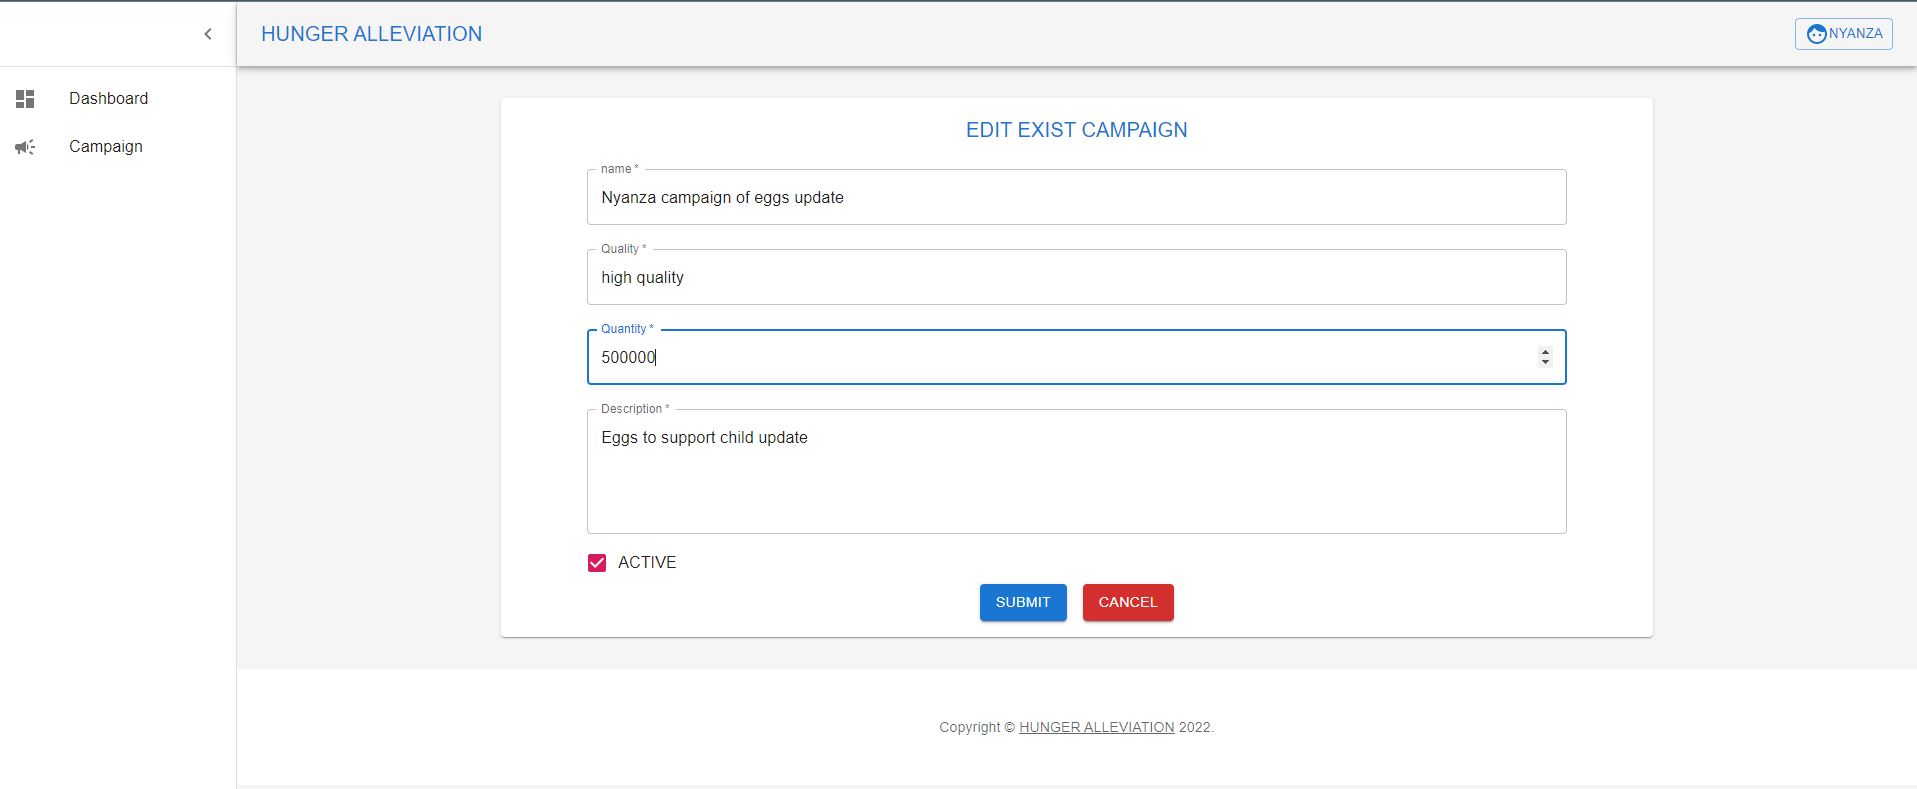 HUNGER ALLEVIATION
NYANZA
Dashboard
Campaign
EDIT EXIST CAMPAIGN
name *
Nyanza campaign of eggs update
Quality *
high quality
Quantity *
500000
Description *
Eggs to support child update
ACTIVE
SUBMIT
CANCEL
Copyright © HUNGER ALLEVIATION 2022.